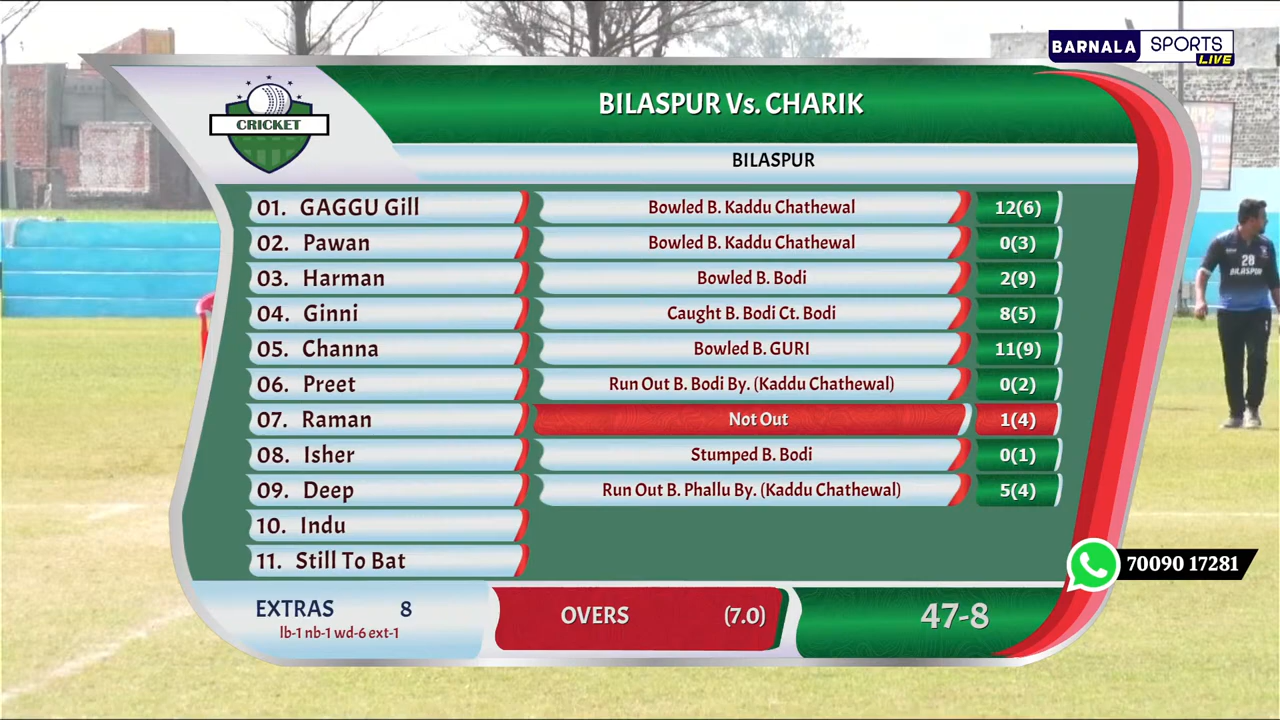 BARNALA SPORTS
LIVE
CRICKET
BILASPUR Vs. CHARIK
BILASPUR
01. GAGGU Gill Bowled B. Kaddu Chathewal 12(6)
02. Pawan Bowled B. Kaddu Chathewal 0(3)
03. Harman Bowled B. Bodi 2(9)
04. Ginni Caught B. Bodi Ct. Bodi 8(5)
05. Channa Bowled B. GURI 11(9)
06. Preet Run Out B. Bodi By. (Kaddu Chathewal) 0(2)
07. Raman Not Out 1(4)
08. Isher Stumped B. Bodi 0(1)
09. Deep Run Out B. Phallu By. (Kaddu Chathewal) 5(4)
10. Indu
11. Still To Bat
EXTRAS 8 OVERS (7.0) 47-8
lb-1 nb-1 wd-6 ext-1
70090 17281
28
BILASPUR